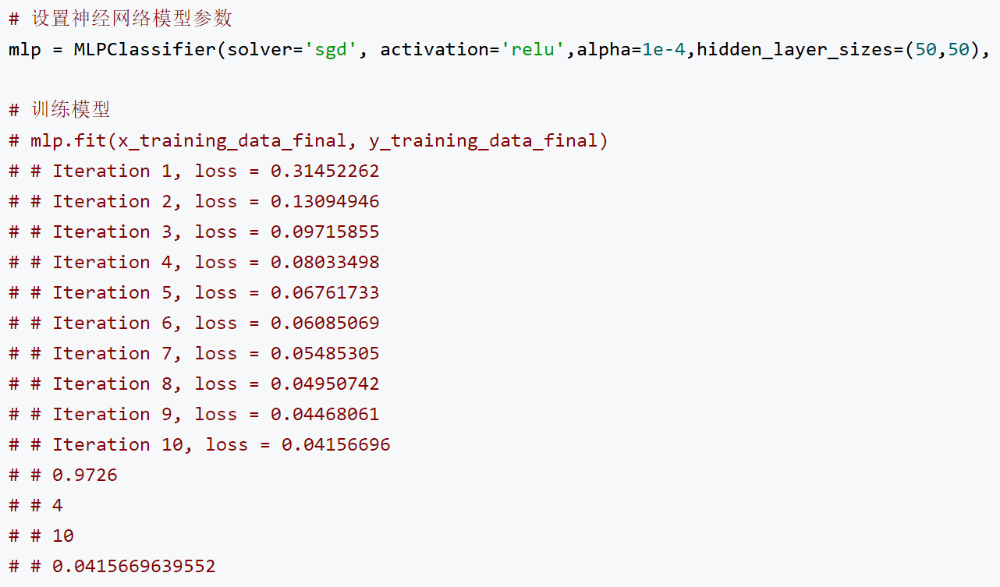 # 设置神经网络模型参数
mlp = MLPClassifier(solver='sgd', activation='relu',alpha=1e-4,hidden_layer_sizes=(50,50),
# 训练模型
# mlp.fit(x_training_data_final, y_training_data_final)
# # Iteration 1, loss = 0.31452262
# # Iteration 2, loss = 0.13094946
# # Iteration 3, loss = 0.09715855
# # Iteration 4, loss = 0.08033498
# # Iteration 5, loss = 0.06761733
# # Iteration 6, loss = 0.06085069
# # Iteration 7, loss = 0.05485305
# # Iteration 8, loss = 0.04950742
# # Iteration 9, loss = 0.04468061
# # Iteration 10, loss = 0.04156696
# # 0.9726
# # 4
# # 10
# # 0.0415669639552